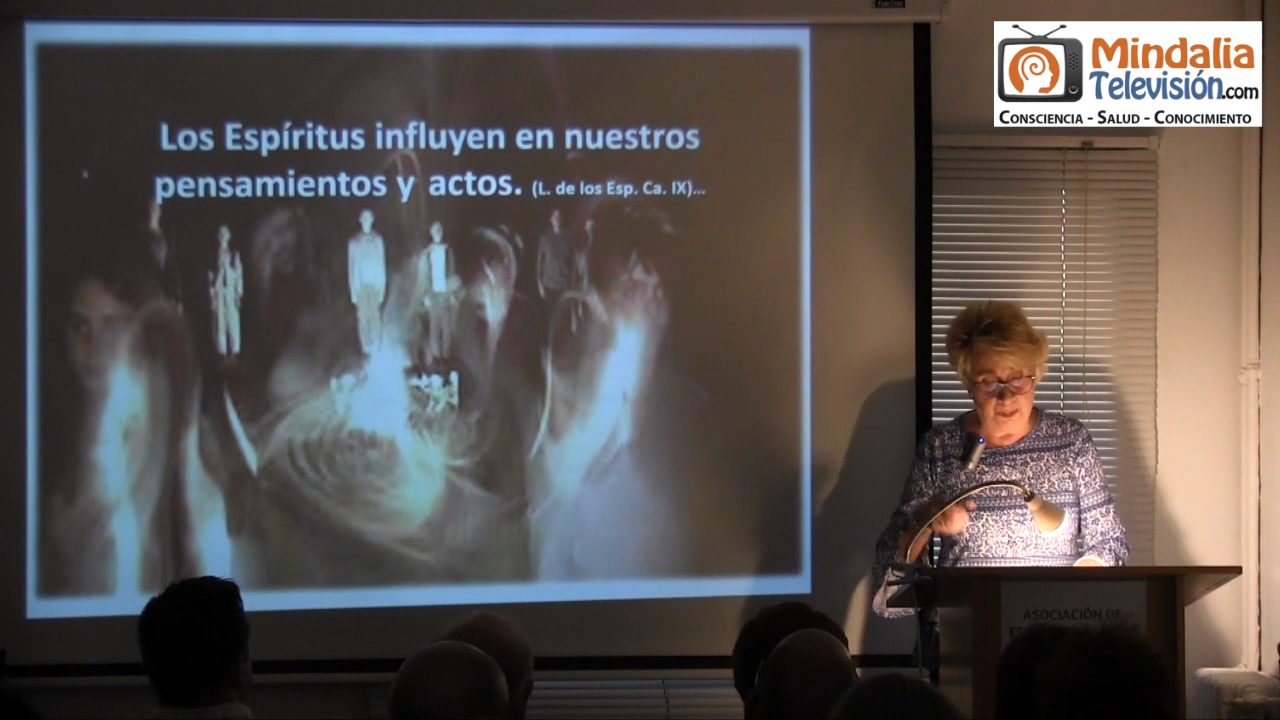 Los Espíritus influyen en nuestros
pensamientos y actos. (L. de los Esp. Ca. IX)...
Mindalia
Televisión.com
Consciencia - Salud - Conocimiento
ASOCIACIÓN DE